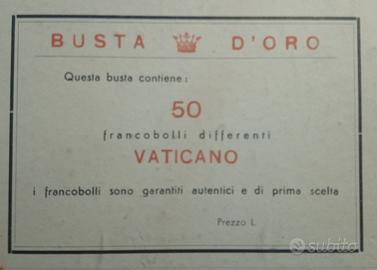 BUSTA D'ORO
Questa busta contiene:
50
francobolli differenti
VATICANO
i francobolli sono garantiti autentici e di prima scelta
Prezzo L.
subito